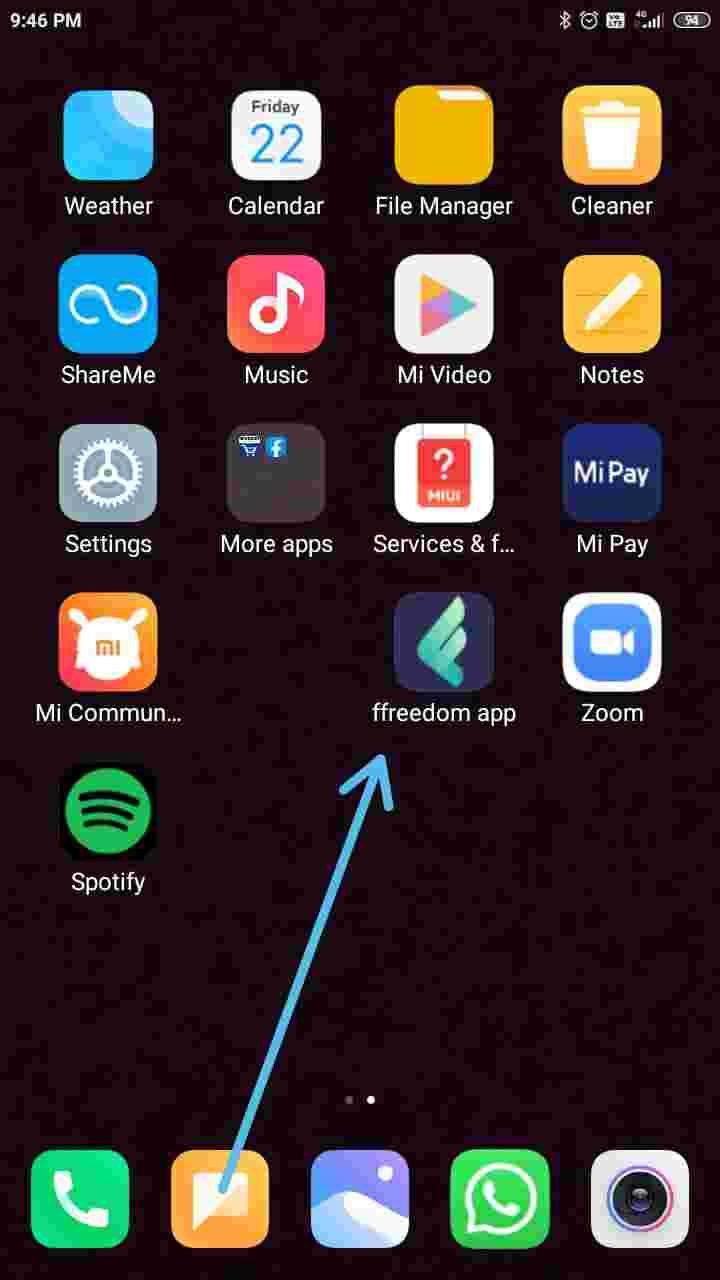 9:46 PM
4G
94
Friday
22
Weather
Calendar
File Manager
Cleaner
ShareMe
Music
Mi Video
Notes
?
MIUI
Mi Pay
Settings
More apps
Services & f...
Mi Pay
mi
Mi Commun...
ffreedom app
Zoom
Spotify